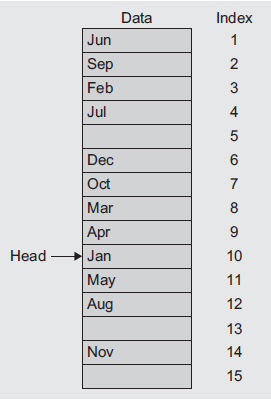 Data Index
Jun 1
Sep 2
Feb 3
Jul 4
5
Dec 6
Oct 7
Mar 8
Apr 9
Head Jan 10
May 11
Aug 12
13
Nov 14
15